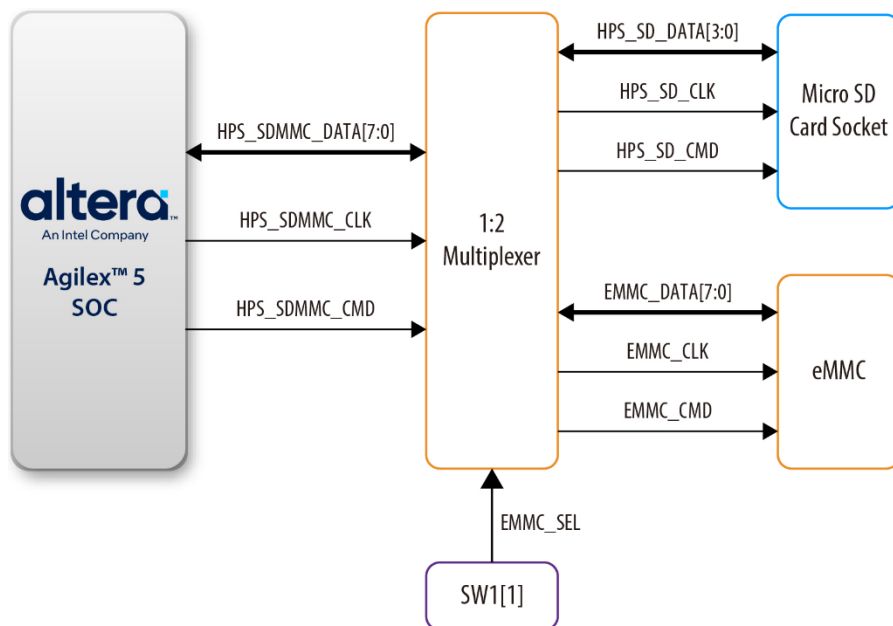 altera™
An Intel Company
Agilex™ 5
SOC
HPS_SDMMC_DATA[7:0]
HPS_SDMMC_CLK
HPS_SDMMC_CMD
1:2
Multiplexer
HPS_SD_DATA[3:0]
HPS_SD_CLK
HPS_SD_CMD
Micro SD
Card Socket
EMMC_DATA[7:0]
EMMC_CLK
EMMC_CMD
eMMC
EMMC_SEL
SW1[1]